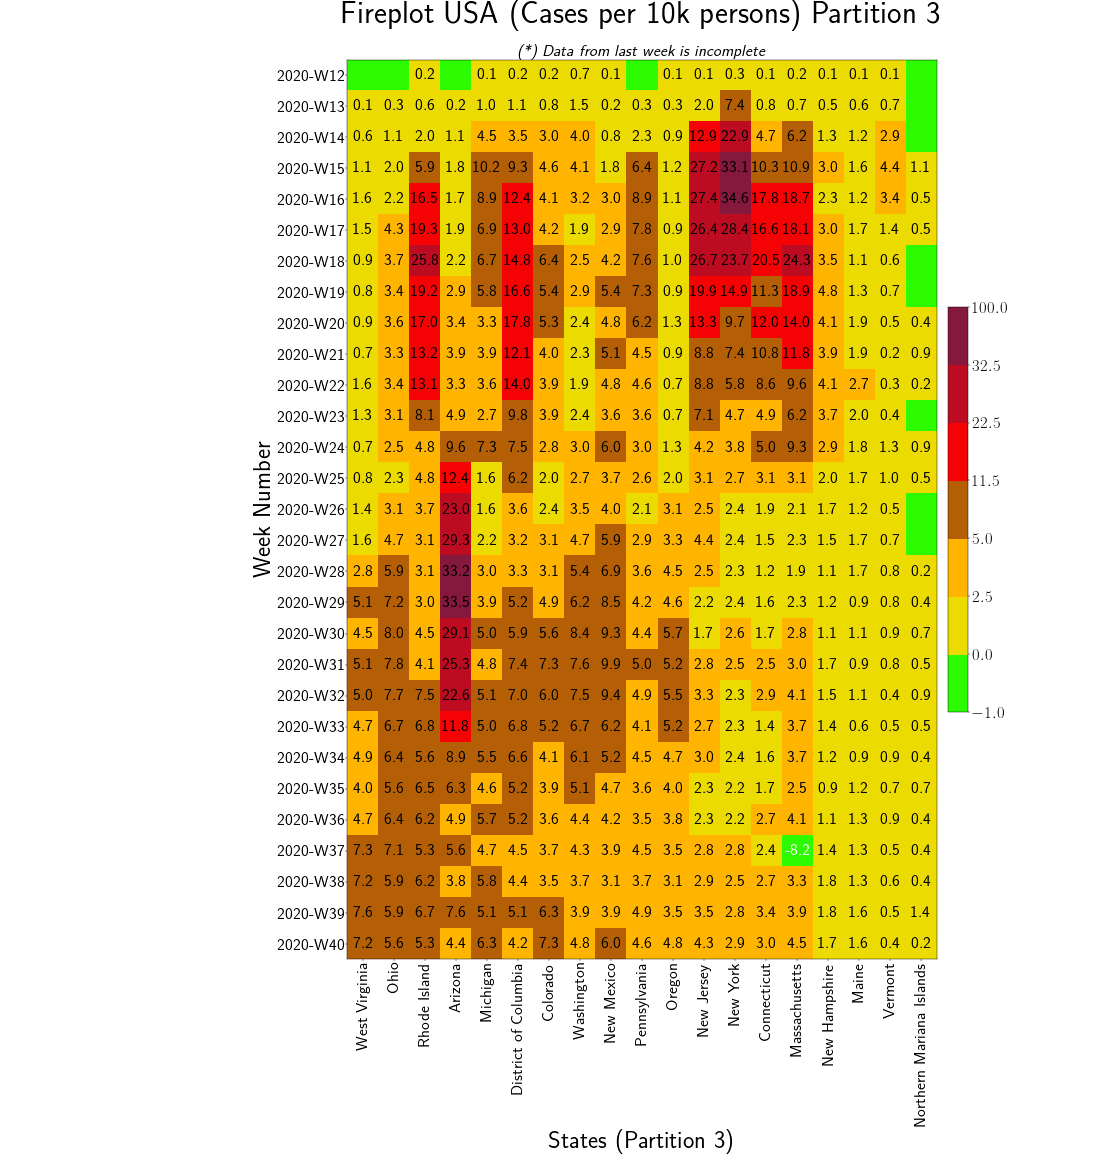 Fireplot USA (Cases per 10k persons) Partition 3
(*) Data from last week is incomplete
Week Number
2020-W12 0.2 0.1 0.2 0.2 0.7 0.1 0.1 0.1 0.3 0.1 0.2 0.1 0.1 0.1
2020-W13 0.1 0.3 0.6 0.2 1.0 1.1 0.8 1.5 0.2 0.3 0.3 2.0 7.4 0.8 0.7 0.5 0.6 0.7
2020-W14 0.6 1.1 2.0 1.1 4.5 3.5 3.0 4.0 0.8 2.3 0.9 12.9 22.9 4.7 6.2 1.3 1.2 2.9
2020-W15 1.1 2.0 5.9 1.8 10.2 9.3 4.6 4.1 1.8 6.4 1.2 27.2 33.1 10.3 10.9 3.0 1.6 4.4 1.1
2020-W16 1.6 2.2 16.5 1.7 8.9 12.4 4.1 3.2 3.0 8.9 1.1 27.4 34.6 17.8 18.7 2.3 1.2 3.4 0.5
2020-W17 1.5 4.3 19.3 1.9 6.9 13.0 4.2 1.9 2.9 7.8 0.9 26.4 28.4 16.6 18.1 3.0 1.7 1.4 0.5
2020-W18 0.9 3.7 25.8 2.2 6.7 14.8 6.4 2.5 4.2 7.6 1.0 26.7 23.7 20.5 24.3 3.5 1.1 0.6
2020-W19 0.8 3.4 19.2 2.9 5.8 16.6 5.4 2.9 5.4 7.3 0.9 19.9 14.9 11.3 18.9 4.8 1.3 0.7
2020-W20 0.9 3.6 17.0 3.4 3.3 17.8 5.3 2.4 4.8 6.2 1.3 13.3 9.7 12.0 14.0 4.1 1.9 0.5 0.4
2020-W21 0.7 3.3 13.2 3.9 3.9 12.1 4.0 2.3 5.1 4.5 0.9 8.8 7.4 10.8 11.8 3.9 1.9 0.2 0.9
2020-W22 1.6 3.4 13.1 3.3 3.6 14.0 3.9 1.9 4.8 4.6 0.7 8.8 5.8 8.6 9.6 4.1 2.7 0.3 0.2
2020-W23 1.3 3.1 8.1 4.9 2.7 9.8 3.9 2.4 3.6 3.6 0.7 7.1 4.7 4.9 6.2 3.7 2.0 0.4
2020-W24 0.7 2.5 4.8 9.6 7.3 7.5 2.8 3.0 6.0 3.0 1.3 4.2 3.8 5.0 9.3 2.9 1.8 1.3 0.9
2020-W25 0.8 2.3 4.8 12.4 1.6 6.2 2.0 2.7 3.7 2.6 2.0 3.1 2.7 3.1 3.1 2.0 1.7 1.0 0.5
2020-W26 1.4 3.1 3.7 23.0 1.6 3.6 2.4 3.5 4.0 2.1 3.1 2.5 2.4 1.9 2.1 1.7 1.2 0.5
2020-W27 1.6 4.7 3.1 29.3 2.2 3.2 3.1 4.7 5.9 2.9 3.3 4.4 2.4 1.5 2.3 1.5 1.7 0.7
2020-W28 2.8 5.9 3.1 33.2 3.0 3.3 3.1 5.4 6.9 3.6 4.5 2.5 2.3 1.2 1.9 1.1 1.7 0.8 0.2
2020-W29 5.1 7.2 3.0 33.5 3.9 5.2 4.9 6.2 8.5 4.2 4.6 2.2 2.4 1.6 2.3 1.2 0.9 0.8 0.4
2020-W30 4.5 8.0 4.5 29.1 5.0 5.9 5.6 8.4 9.3 4.4 5.7 1.7 2.6 1.7 2.8 1.1 1.1 0.9 0.7
2020-W31 5.1 7.8 4.1 25.3 4.8 7.4 7.3 7.6 9.9 5.0 5.2 2.8 2.5 2.5 3.0 1.7 0.9 0.8 0.5
2020-W32 5.0 7.7 7.5 22.6 5.1 7.0 6.0 7.5 9.4 4.9 5.5 3.3 2.3 2.9 4.1 1.5 1.1 0.4 0.9
2020-W33 4.7 6.7 6.8 11.8 5.0 6.8 5.2 6.7 6.2 4.1 5.2 2.7 2.3 1.4 3.7 1.4 0.6 0.5 0.5
2020-W34 4.9 6.4 5.6 8.9 5.5 6.6 4.1 6.1 5.2 4.5 4.7 3.0 2.4 1.6 3.7 1.2 0.9 0.9 0.4
2020-W35 4.0 5.6 6.5 6.3 4.6 5.2 3.9 5.1 4.7 3.6 4.0 2.3 2.2 1.7 2.5 0.9 1.2 0.7 0.7
2020-W36 4.7 6.4 6.2 4.9 5.7 5.2 3.6 4.4 4.2 3.5 3.8 2.3 2.2 2.7 4.1 1.1 1.3 0.9 0.4
2020-W37 7.3 7.1 5.3 5.6 4.7 4.5 3.7 4.3 3.9 4.5 3.5 2.8 2.8 2.4 -8.2 1.4 1.3 0.5 0.4
2020-W38 7.2 5.9 6.2 3.8 5.8 4.4 3.5 3.7 3.1 3.7 3.1 2.9 2.5 2.7 3.3 1.8 1.3 0.6 0.4
2020-W39 7.6 5.9 6.7 7.6 5.1 5.1 6.3 3.9 3.9 4.9 3.5 3.5 2.8 3.4 3.9 1.8 1.6 0.5 1.4
2020-W40 7.2 5.6 5.3 4.4 6.3 4.2 7.3 4.8 6.0 4.6 4.8 4.3 2.9 3.0 4.5 1.7 1.6 0.4 0.2
West Virginia
Ohio
Rhode Island
Arizona
Michigan
District of Columbia
Colorado
Washington
New Mexico
Pennsylvania
Oregon
New Jersey
New York
Connecticut
Massachusetts
New Hampshire
Maine
Vermont
Northern Mariana Islands
States (Partition 3)
100.0
32.5
22.5
11.5
5.0
2.5
0.0
−1.0